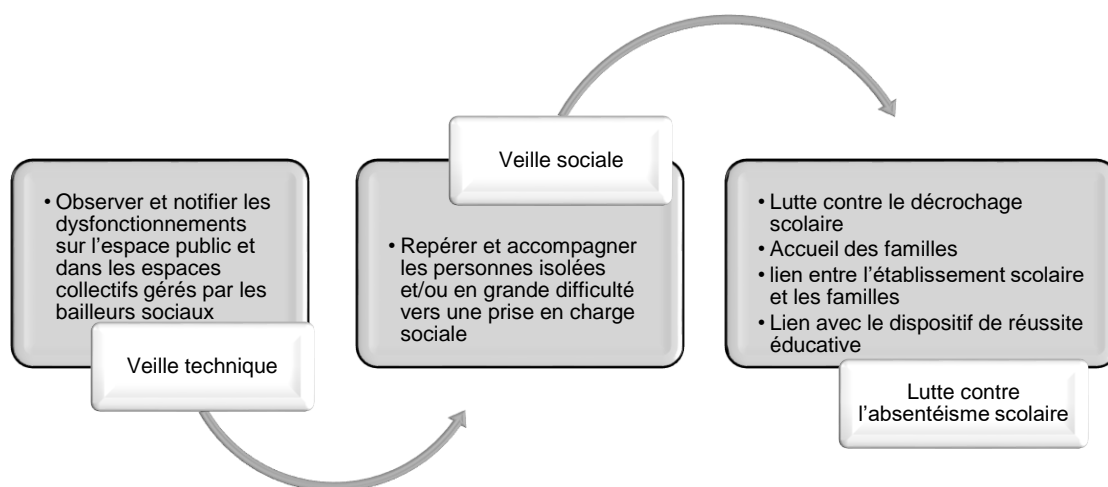 • Observer et notifier les
dysfonctionnements
sur l’espace public et
dans les espaces
collectifs gérés par les
bailleurs sociaux
Veille technique
Veille sociale
• Repérer et accompagner
les personnes isolées
et/ou en grande difficulté
vers une prise en charge
sociale
• Lutte contre le décrochage
scolaire
• Accueil des familles
• lien entre l’établissement scolaire
et les familles
• Lien avec le dispositif de réussite
éducative
Lutte contre
l’absentéisme scolaire